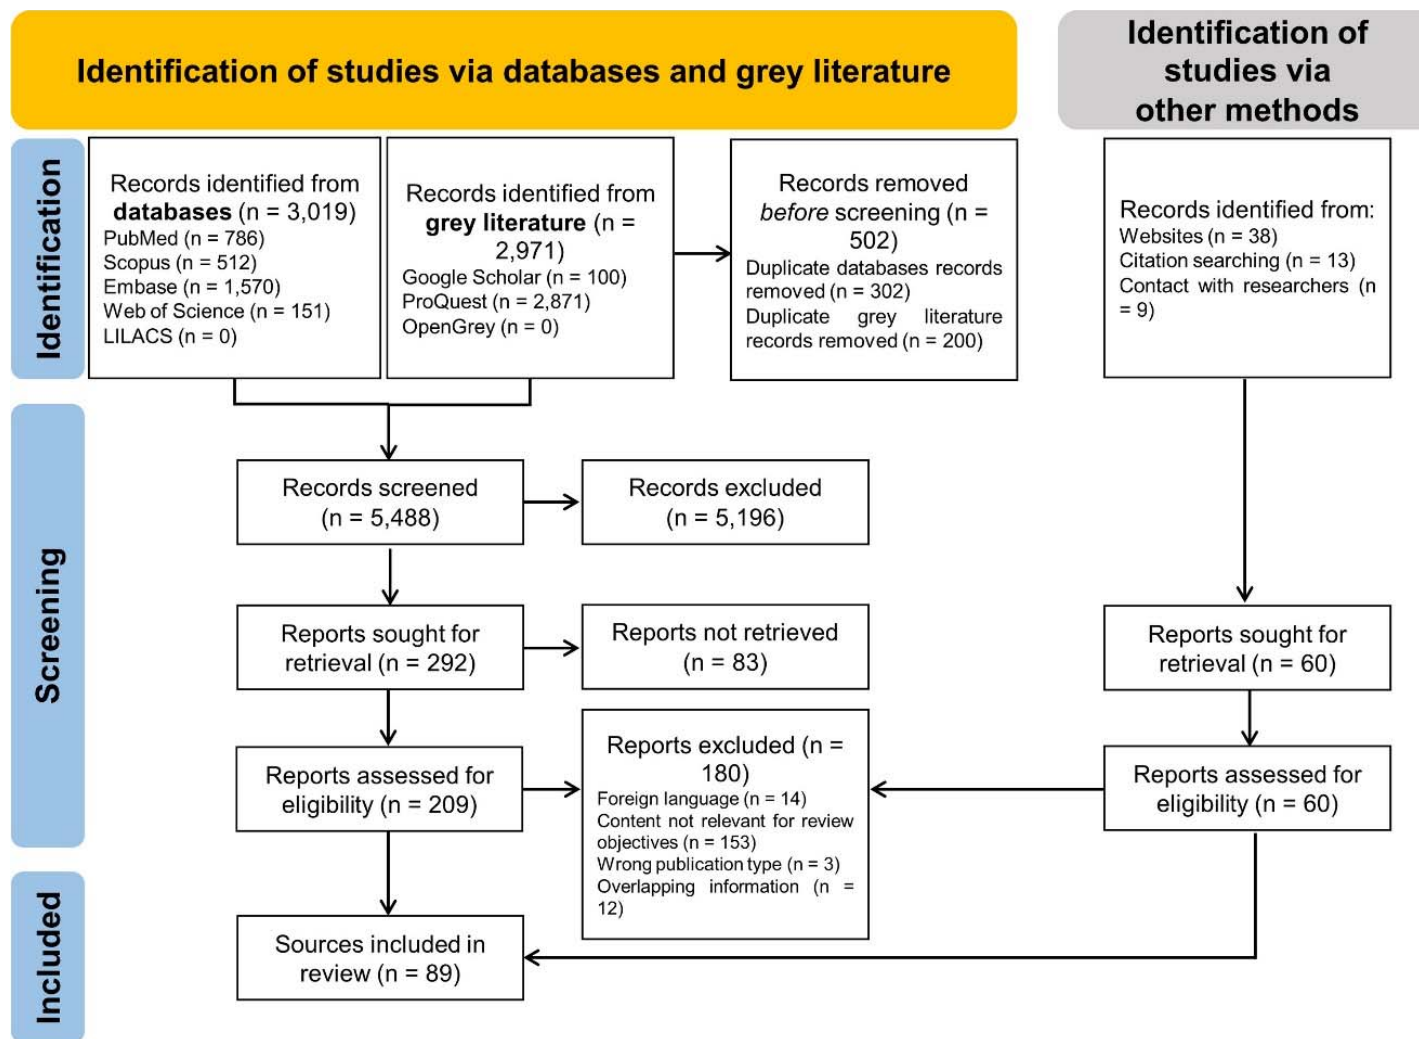 Identification of studies via databases and grey literature
Identification of
studies via
other methods
Identification
Records identified from
databases (n = 3,019)
PubMed (n = 786)
Scopus (n = 512)
Embase (n = 1,570)
Web of Science (n = 151)
LILACS (n = 0)
Records identified from
grey literature (n =
2,971)
Google Scholar (n = 100)
ProQuest (n = 2,871)
OpenGrey (n = 0)
Records removed
before screening (n =
502)
Duplicate databases records
removed (n = 302)
Duplicate grey literature
records removed (n = 200)
Records identified from:
Websites (n = 38)
Citation searching (n = 13)
Contact with researchers (n
= 9)
Screening
Records screened
(n = 5,488)
Records excluded
(n = 5,196)
Reports sought for
retrieval (n = 292)
Reports not retrieved
(n = 83)
Reports sought for
retrieval (n = 60)
Reports assessed for
eligibility (n = 209)
Reports excluded (n =
180)
Foreign language (n = 14)
Content not relevant for review
objectives (n = 153)
Wrong publication type (n = 3)
Overlapping information (n =
12)
Reports assessed for
eligibility (n = 60)
Included
Sources included in
review (n = 89)